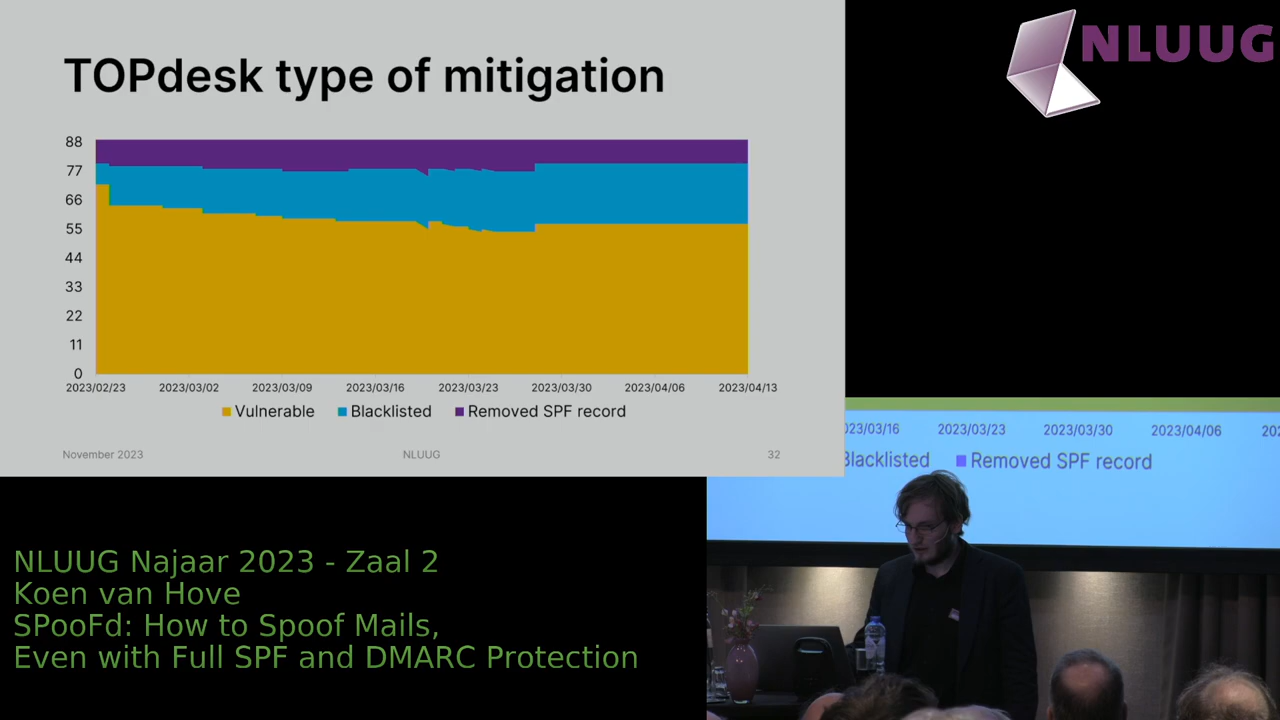 TOPdesk type of mitigation
88
77
66
55
44
33
22
11
0
2023/02/23 2023/03/02 2023/03/09 2023/03/16 2023/03/23 2023/03/30 2023/04/06 2023/04/13
Vulnerable Blacklisted Removed SPF record
November 2023 NLUUG 32
NLUUG
023/03/16 2023/03/23 2023/03/30 2023/04/06 202
Blacklisted Removed SPF record
NLUUG Najaar 2023 - Zaal 2
Koen van Hove
SPooFd: How to Spoof Mails,
Even with Full SPF and DMARC Protection